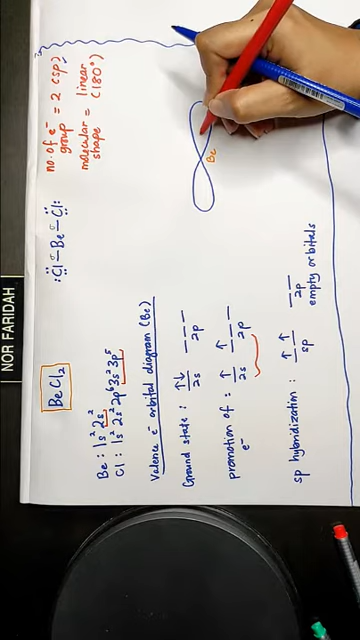 NOR FARIDAH
BeCl2
Be : 1s² 2s²
Cl : 1s² 2s² 2p⁶ 3s² 3p⁵
:Cl – Be – Cl:
no. of e⁻ group = 2 (sp)
molecular shape = linear (180°)
Valence e⁻ orbital diagram (Be)
Ground state : ↑↓ ― ― ―
2s 2p
promotion of e⁻ : ↑ ↑ ― ―
2s 2p
sp hybridization : ↑ ↑ ― ―
sp 2p
empty orbitals
Be